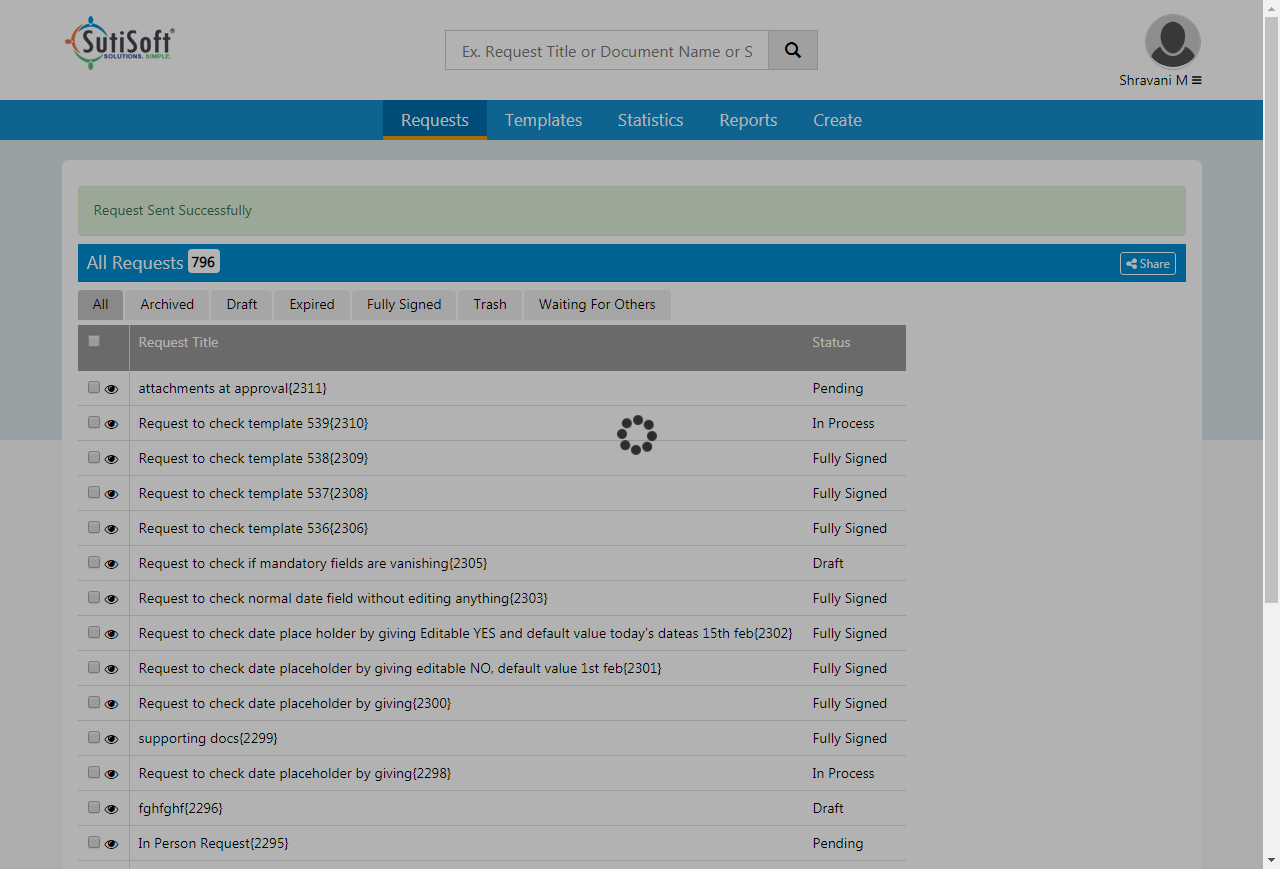 SutiSoft®
SOLUTIONS. SIMPLE.
Ex. Request Title or Document Name or S
Shravani M
Requests Templates Statistics Reports Create
Request Sent Successfully
All Requests 796 Share
All Archived Draft Expired Fully Signed Trash Waiting For Others
Request Title Status
attachments at approval{2311} Pending
Request to check template 539{2310} In Process
Request to check template 538{2309} Fully Signed
Request to check template 537{2308} Fully Signed
Request to check template 536{2306} Fully Signed
Request to check if mandatory fields are vanishing{2305} Draft
Request to check normal date field without editing anything{2303} Fully Signed
Request to check date place holder by giving Editable YES and default value today's dateas 15th feb{2302} Fully Signed
Request to check date placeholder by giving editable NO, default value 1st feb{2301} Fully Signed
Request to check date placeholder by giving{2300} Fully Signed
supporting docs{2299} Fully Signed
Request to check date placeholder by giving{2298} In Process
fghfghf{2296} Draft
In Person Request{2295} Pending